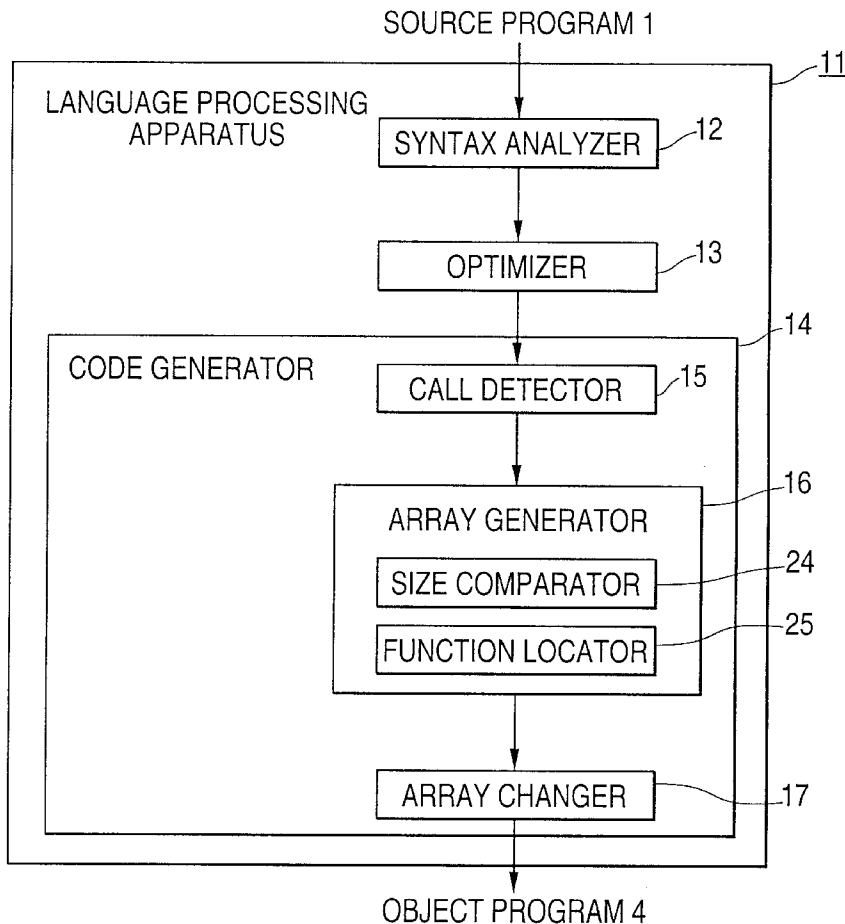 SOURCE PROGRAM 1
11
LANGUAGE PROCESSING
APPARATUS
SYNTAX ANALYZER
12
OPTIMIZER
13
14
CODE GENERATOR
CALL DETECTOR
15
16
ARRAY GENERATOR
SIZE COMPARATOR
24
FUNCTION LOCATOR
25
ARRAY CHANGER
17
OBJECT PROGRAM 4